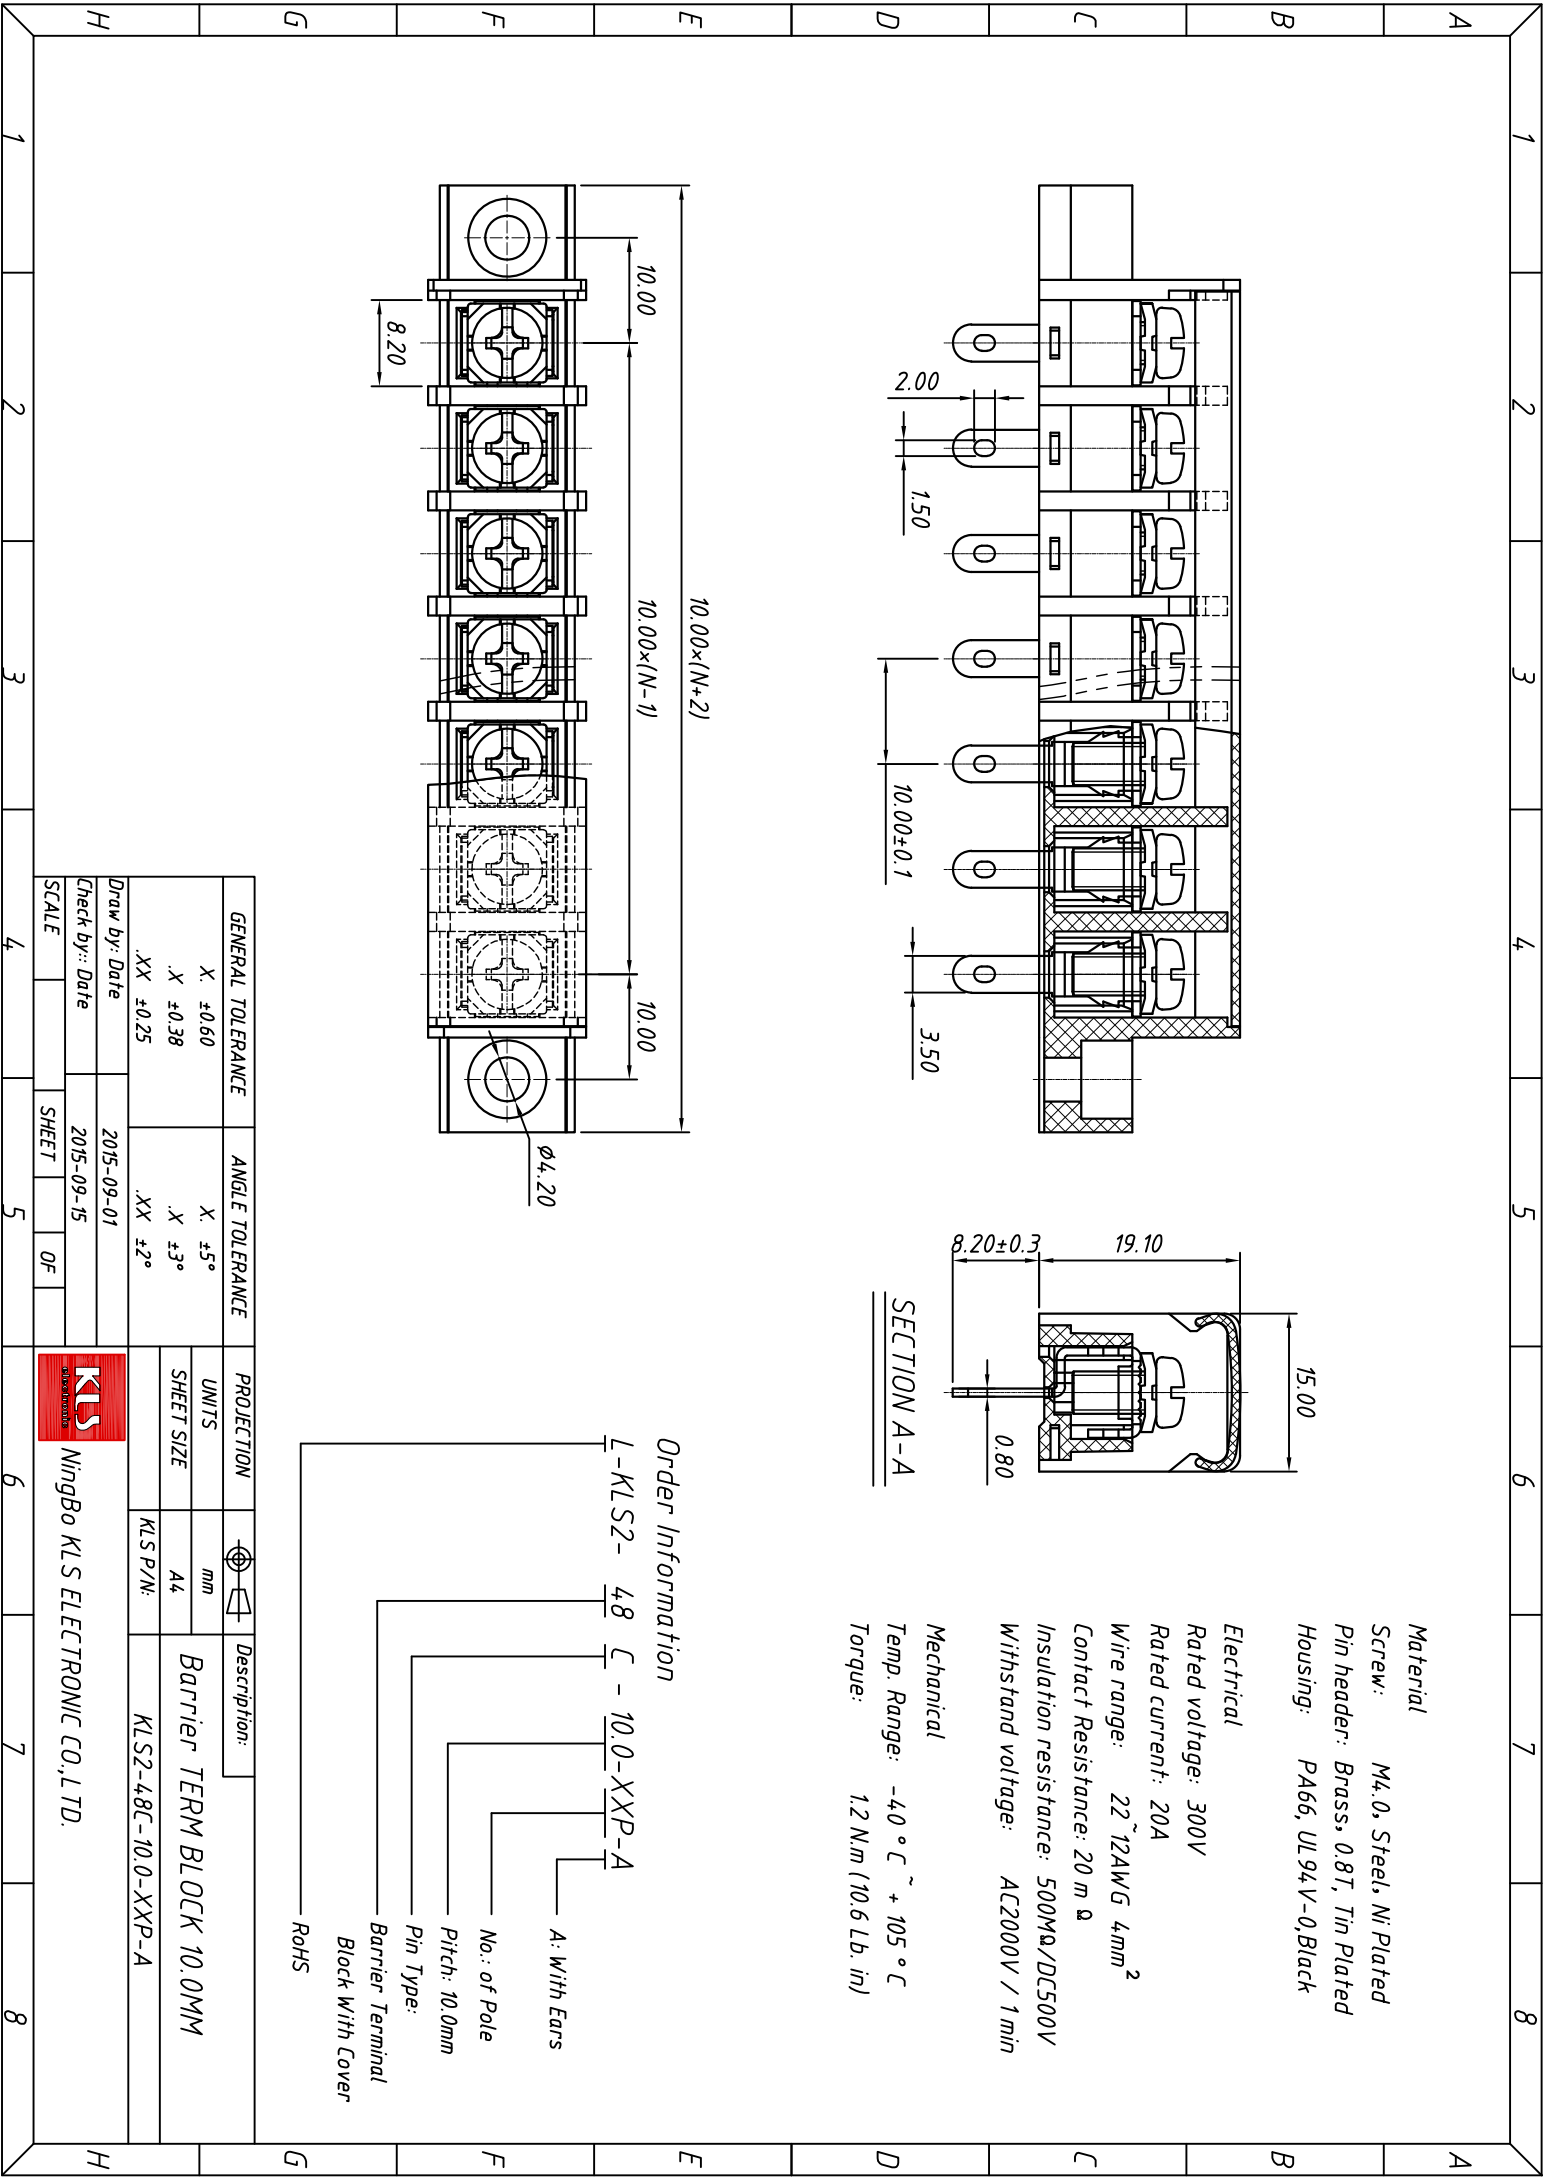 1 2 3 4 5 6 7 8
A
B
C
D
E
F
G
H
A
B
C
D
E
F
G
H
2.00
1.50
10.00±0.1
3.50
8.20±0.3
19.10
15.00
0.80
SECTION A-A
10.00×(N+2)
10.00
10.00×(N-1)
10.00
8.20
Ø4.20
Material
Screw: M4.0, Steel, Ni Plated
Pin header: Brass, 0.8T, Tin Plated
Housing: PA66, UL94V-0,Black
Electrical
Rated voltage: 300V
Rated current: 20A
Wire range: 22~12AWG 4mm²
Contact Resistance: 20 m Ω
Insulation resistance: 500MΩ/DC500V
Withstand voltage: AC2000V / 1 min
Mechanical
Temp. Range: -40 °C ~ + 105 °C
Torque: 1.2 N.m (10.6 Lb. in)
Order Information
L-KLS2- 48 C - 10.0-XXP-A
A: With Ears
No.: of Pole
Pitch: 10.0mm
Pin Type:
Barrier Terminal
Block With Cover
RoHS
GENERAL TOLERANCE
X. ±0.60
.X ±0.38
.XX ±0.25
ANGLE TOLERANCE
X. ±5°
.X ±3°
.XX ±2°
Draw by: Date 2015-09-01
Check by:: Date 2015-09-15
SCALE SHEET OF
PROJECTION
UNITS mm
SHEET SIZE A4
Description:
Barrier TERM BLOCK 10.0MM
KLS P/N: KLS2-48C-10.0-XXP-A
KLS
electronic
NingBo KLS ELECTRONIC CO.,LTD.
1 2 3 4 5 6 7 8